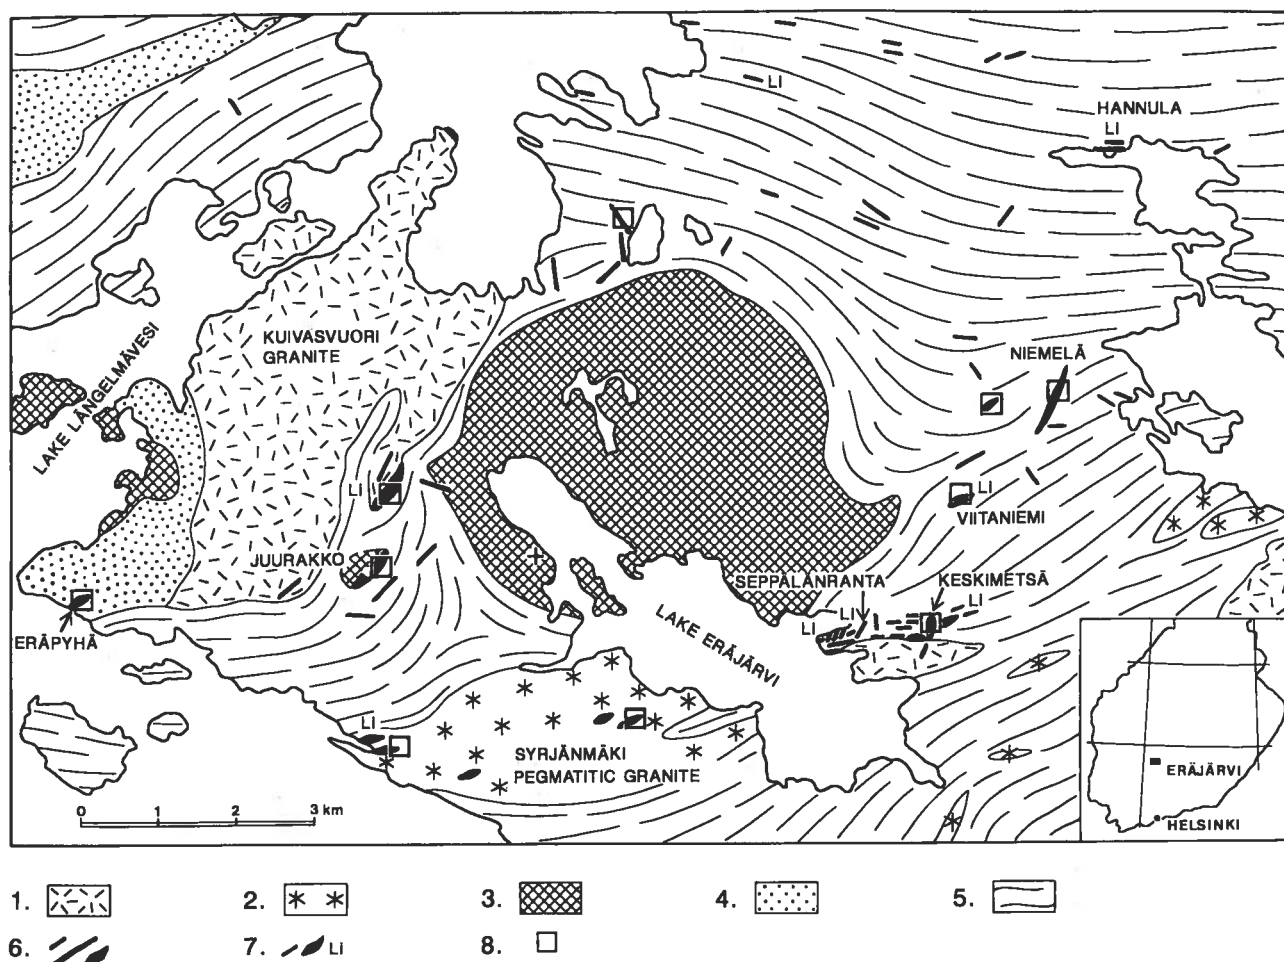 LI
HANNULA
LI
KUIVASVUORI
GRANITE
NIEMELÄ
LAKE LÄNGELMÄVESI
LI
LI
VIITANIEMI
JUURAKKO
SEPPÄLÄNRANTA
KESKIMETSÄ
LI
LI
LI
ERÄPYHÄ
LAKE ERÄJÄRVI
LI
SYRJÄNMÄKI
PEGMATITIC GRANITE
ERÄJÄRVI
HELSINKI
0 1 2 3 km
1. 2. 3. 4. 5.
6. 7. Li 8.